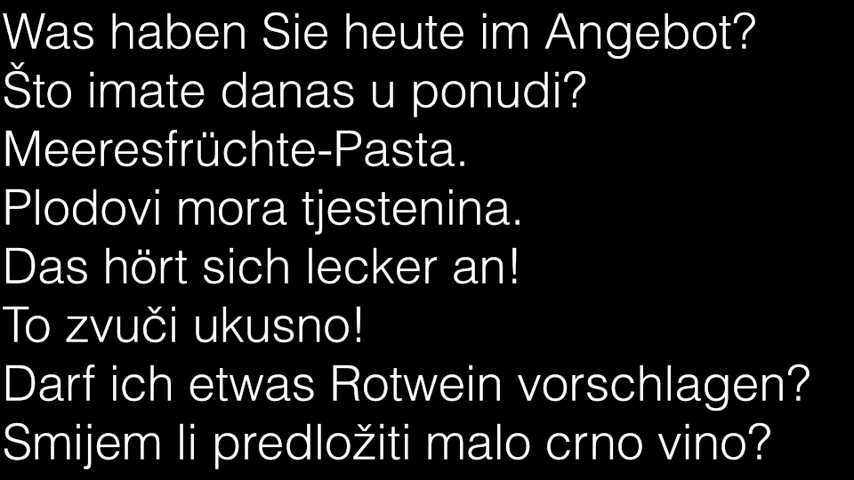 Was haben Sie heute im Angebot?
Što imate danas u ponudi?
Meeresfrüchte-Pasta.
Plodovi mora tjestenina.
Das hört sich lecker an!
To zvuči ukusno!
Darf ich etwas Rotwein vorschlagen?
Smijem li predložiti malo crno vino?